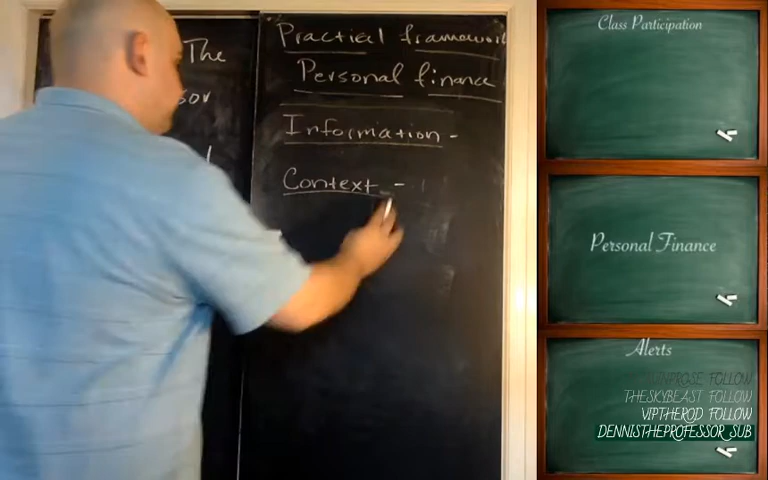 The
sor
Practical framework
Personal finance
Information -
Context -
Class Participation
Personal Finance
Alerts
FOLLOW
THESKYBEAST FOLLOW
VIPTHEROD FOLLOW
DENNISTHEPROFESSOR SUB